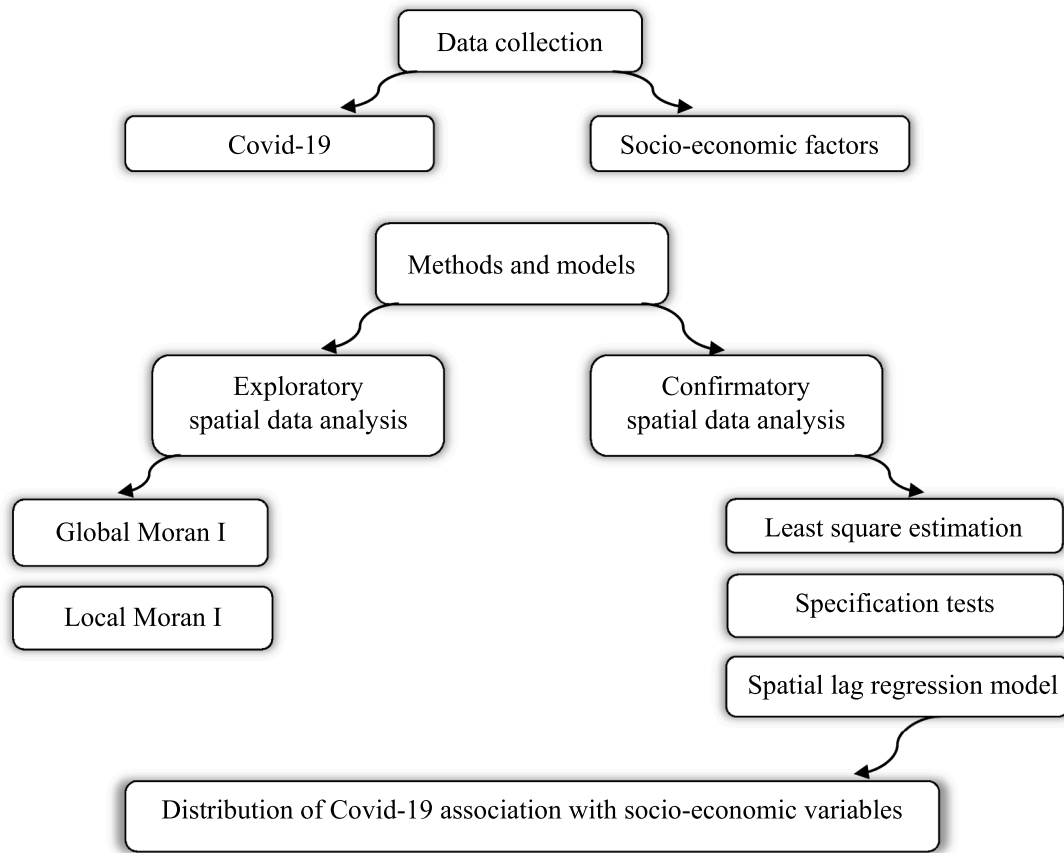 Data collection
Covid-19
Socio-economic factors
Methods and models
Exploratory
spatial data analysis
Confirmatory
spatial data analysis
Global Moran I
Local Moran I
Least square estimation
Specification tests
Spatial lag regression model
Distribution of Covid-19 association with socio-economic variables